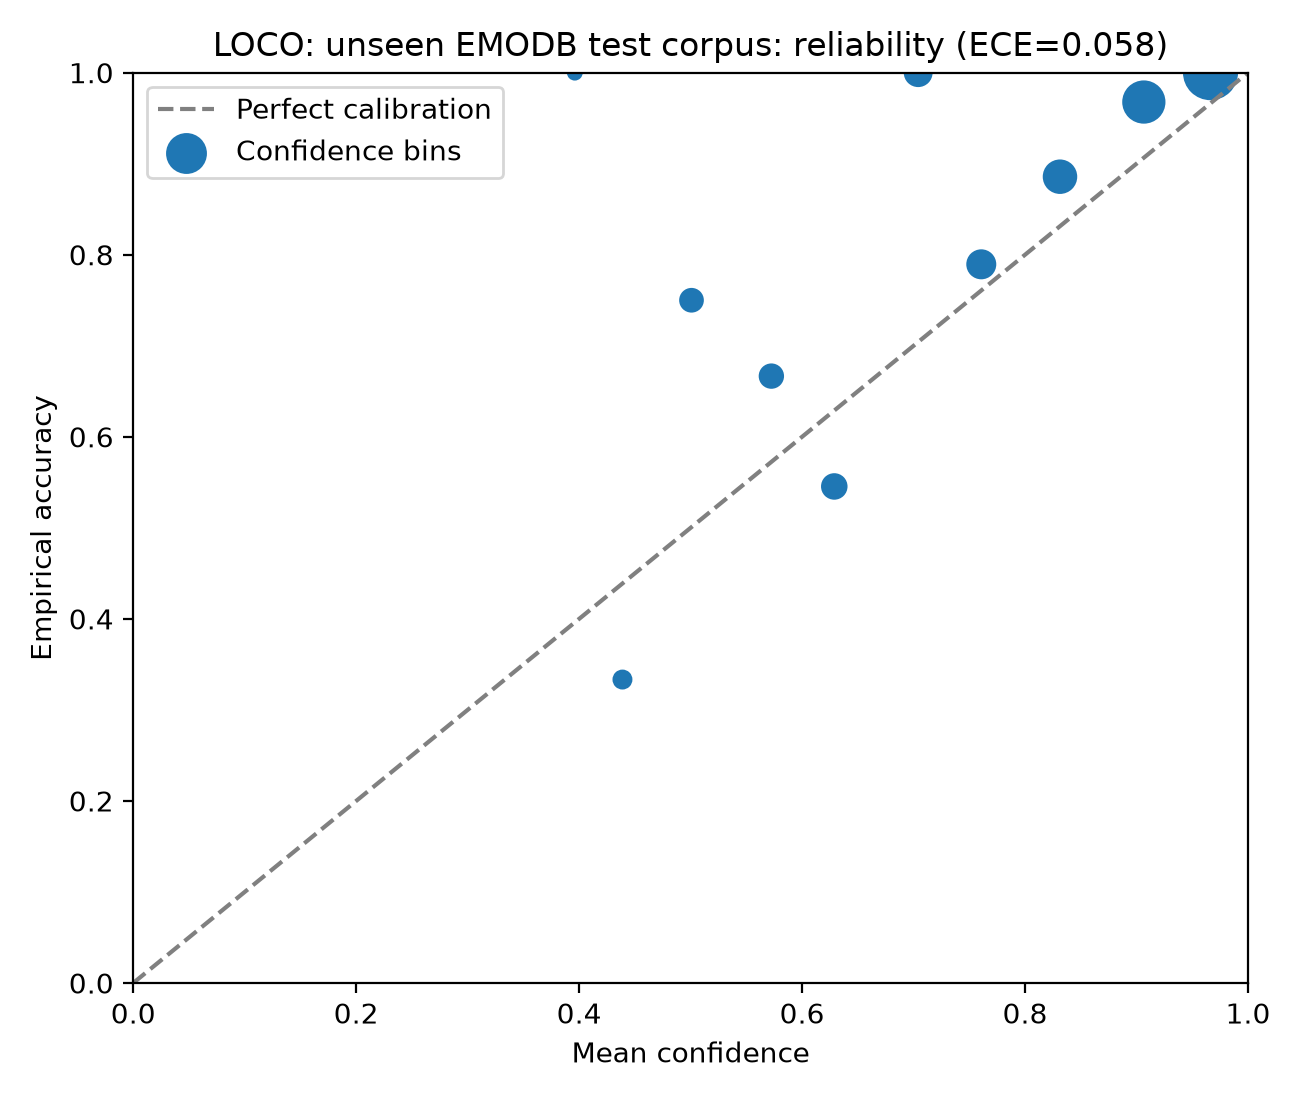 LOCO: unseen EMODB test corpus: reliability (ECE=0.058)
Perfect calibration
Confidence bins
1.0
0.8
0.6
0.4
0.2
0.0
Empirical accuracy
0.0 0.2 0.4 0.6 0.8 1.0
Mean confidence